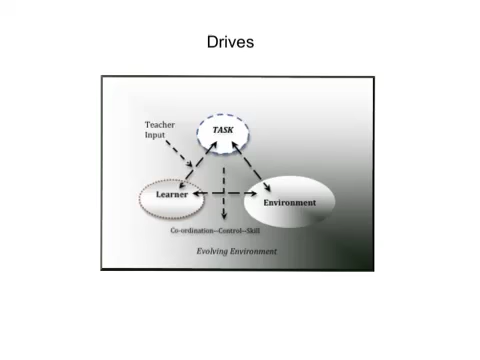 Drives
Teacher
Input
TASK
Learner
Environment
Co-ordination--Control--Skill
Evolving Environment